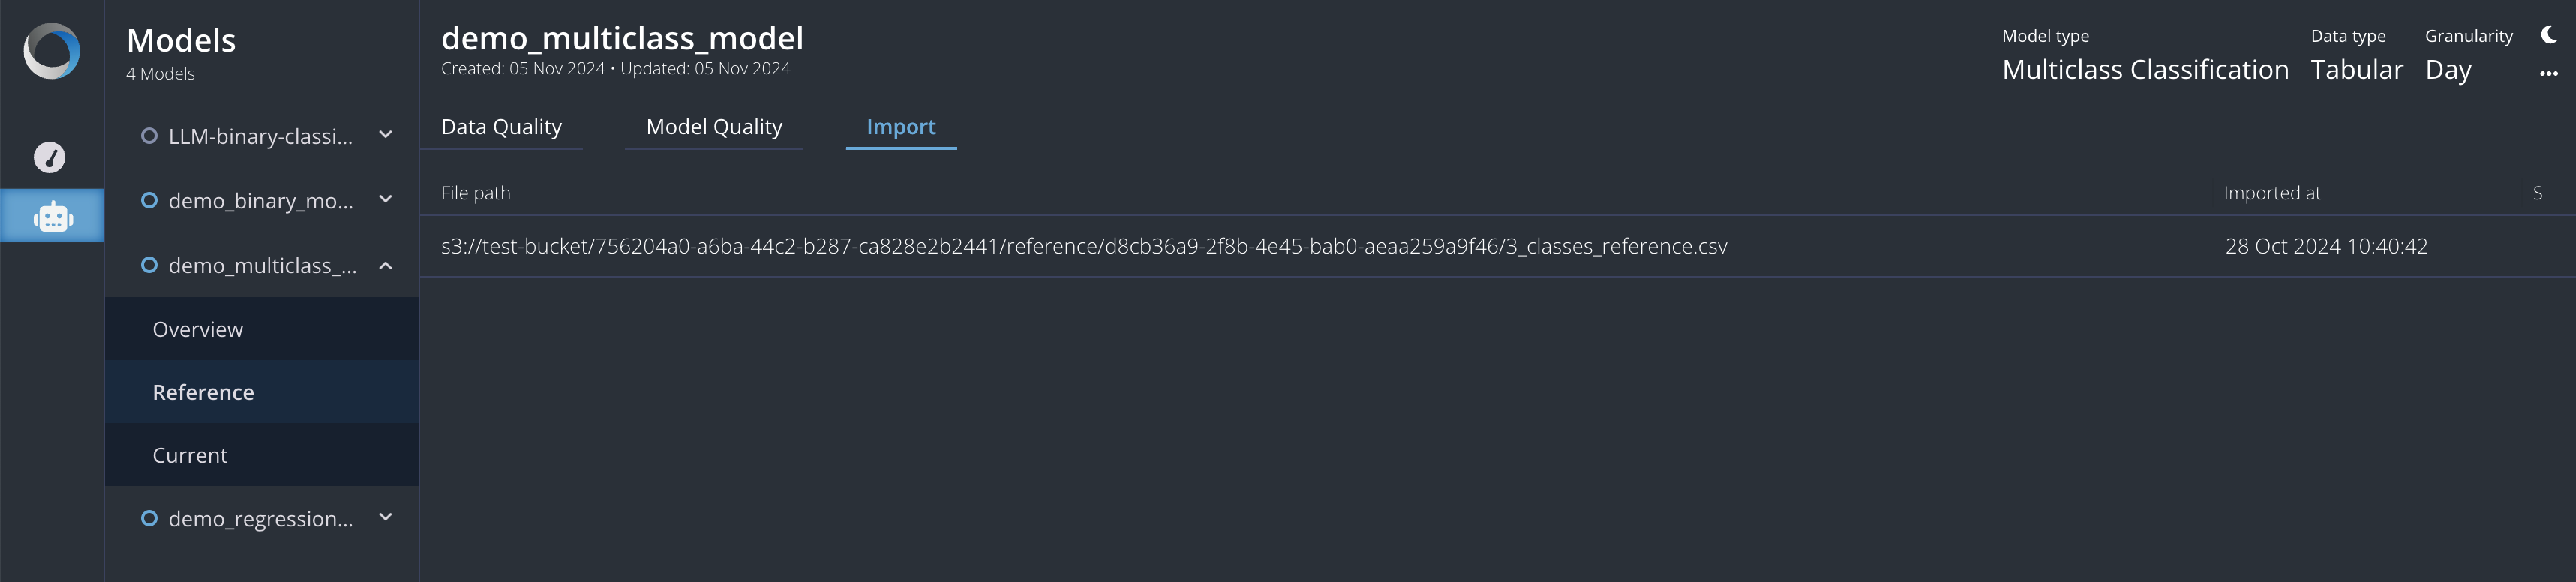 Models
4 Models
LLM-binary-classi...
demo_binary_mo...
demo_multiclass_...
Overview
Reference
Current
demo_regression...
demo_multiclass_model
Created: 05 Nov 2024 • Updated: 05 Nov 2024
Model type
Multiclass Classification
Data type
Tabular
Granularity
Day
Data Quality
Model Quality
Import
File path
Imported at
S
s3://test-bucket/756204a0-a6ba-44c2-b287-ca828e2b2441/reference/d8cb36a9-2f8b-4e45-bab0-aeaa259a9f46/3_classes_reference.csv
28 Oct 2024 10:40:42